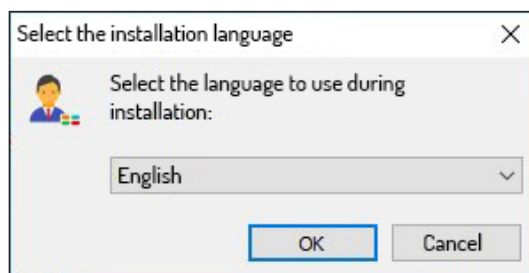 Select the installation language
Select the language to use during
installation:
English
OK
Cancel